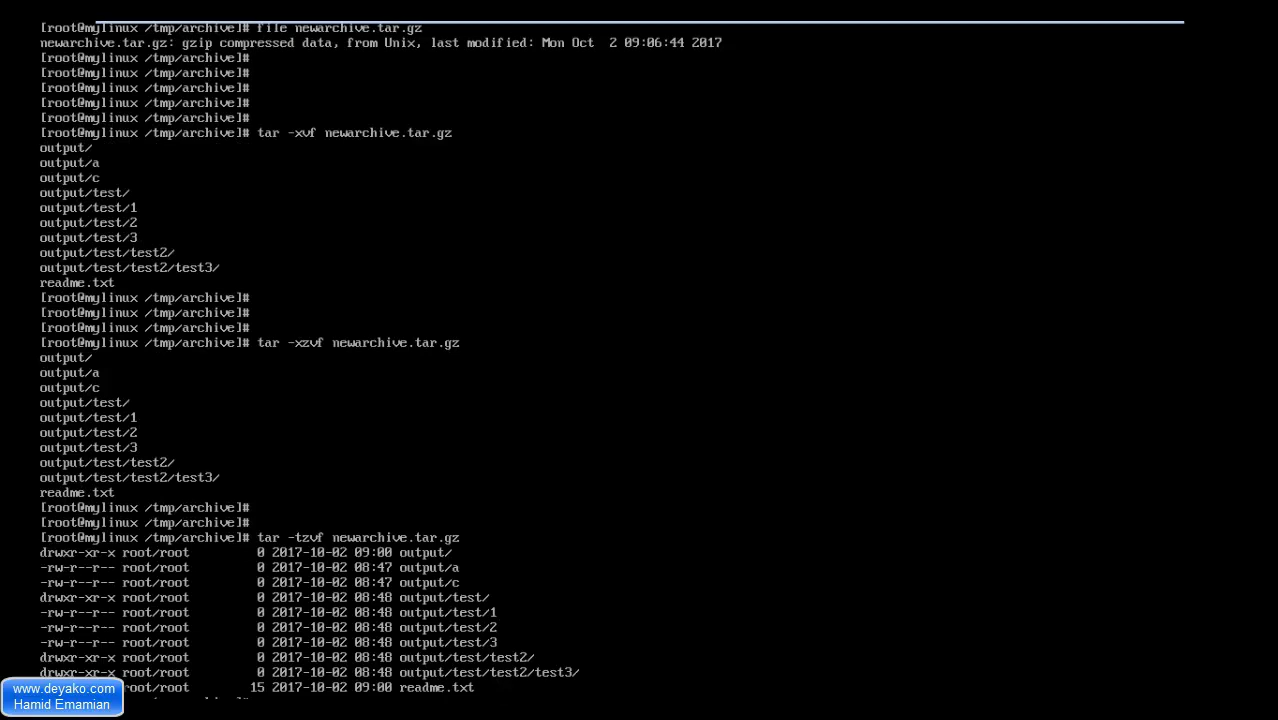 [root@mylinux /tmp/archive]# file newarchive.tar.gz
newarchive.tar.gz: gzip compressed data, from Unix, last modified: Mon Oct  2 09:06:44 2017
[root@mylinux /tmp/archive]#
[root@mylinux /tmp/archive]#
[root@mylinux /tmp/archive]#
[root@mylinux /tmp/archive]#
[root@mylinux /tmp/archive]#
[root@mylinux /tmp/archive]# tar -xvf newarchive.tar.gz
output/
output/a
output/c
output/test/
output/test/1
output/test/2
output/test/3
output/test/test2/
output/test/test2/test3/
readme.txt
[root@mylinux /tmp/archive]#
[root@mylinux /tmp/archive]#
[root@mylinux /tmp/archive]#
[root@mylinux /tmp/archive]# tar -xzvf newarchive.tar.gz
output/
output/a
output/c
output/test/
output/test/1
output/test/2
output/test/3
output/test/test2/
output/test/test2/test3/
readme.txt
[root@mylinux /tmp/archive]#
[root@mylinux /tmp/archive]#
[root@mylinux /tmp/archive]# tar -tzvf newarchive.tar.gz
drwxr-xr-x root/root         0 2017-10-02 09:00 output/
-rw-r--r-- root/root         0 2017-10-02 08:47 output/a
-rw-r--r-- root/root         0 2017-10-02 08:47 output/c
drwxr-xr-x root/root         0 2017-10-02 08:48 output/test/
-rw-r--r-- root/root         0 2017-10-02 08:48 output/test/1
-rw-r--r-- root/root         0 2017-10-02 08:48 output/test/2
-rw-r--r-- root/root         0 2017-10-02 08:48 output/test/3
drwxr-xr-x root/root         0 2017-10-02 08:48 output/test/test2/
drwxr-xr-x root/root         0 2017-10-02 08:48 output/test/test2/test3/
root/root        15 2017-10-02 09:00 readme.txt
www.deyako.com
Hamid Emamian